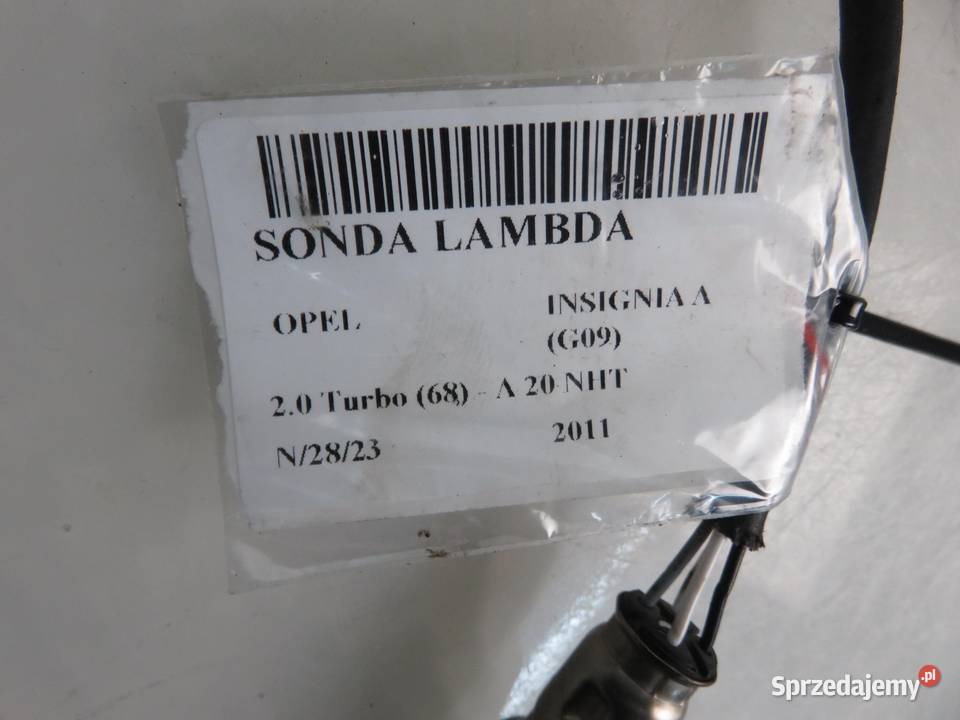 SONDA LAMBDA
OPEL
INSIGNIA A
(G09)
2.0 Turbo (68) - A 20 NHT
N/28/23
2011
Sprzedajemy.pl